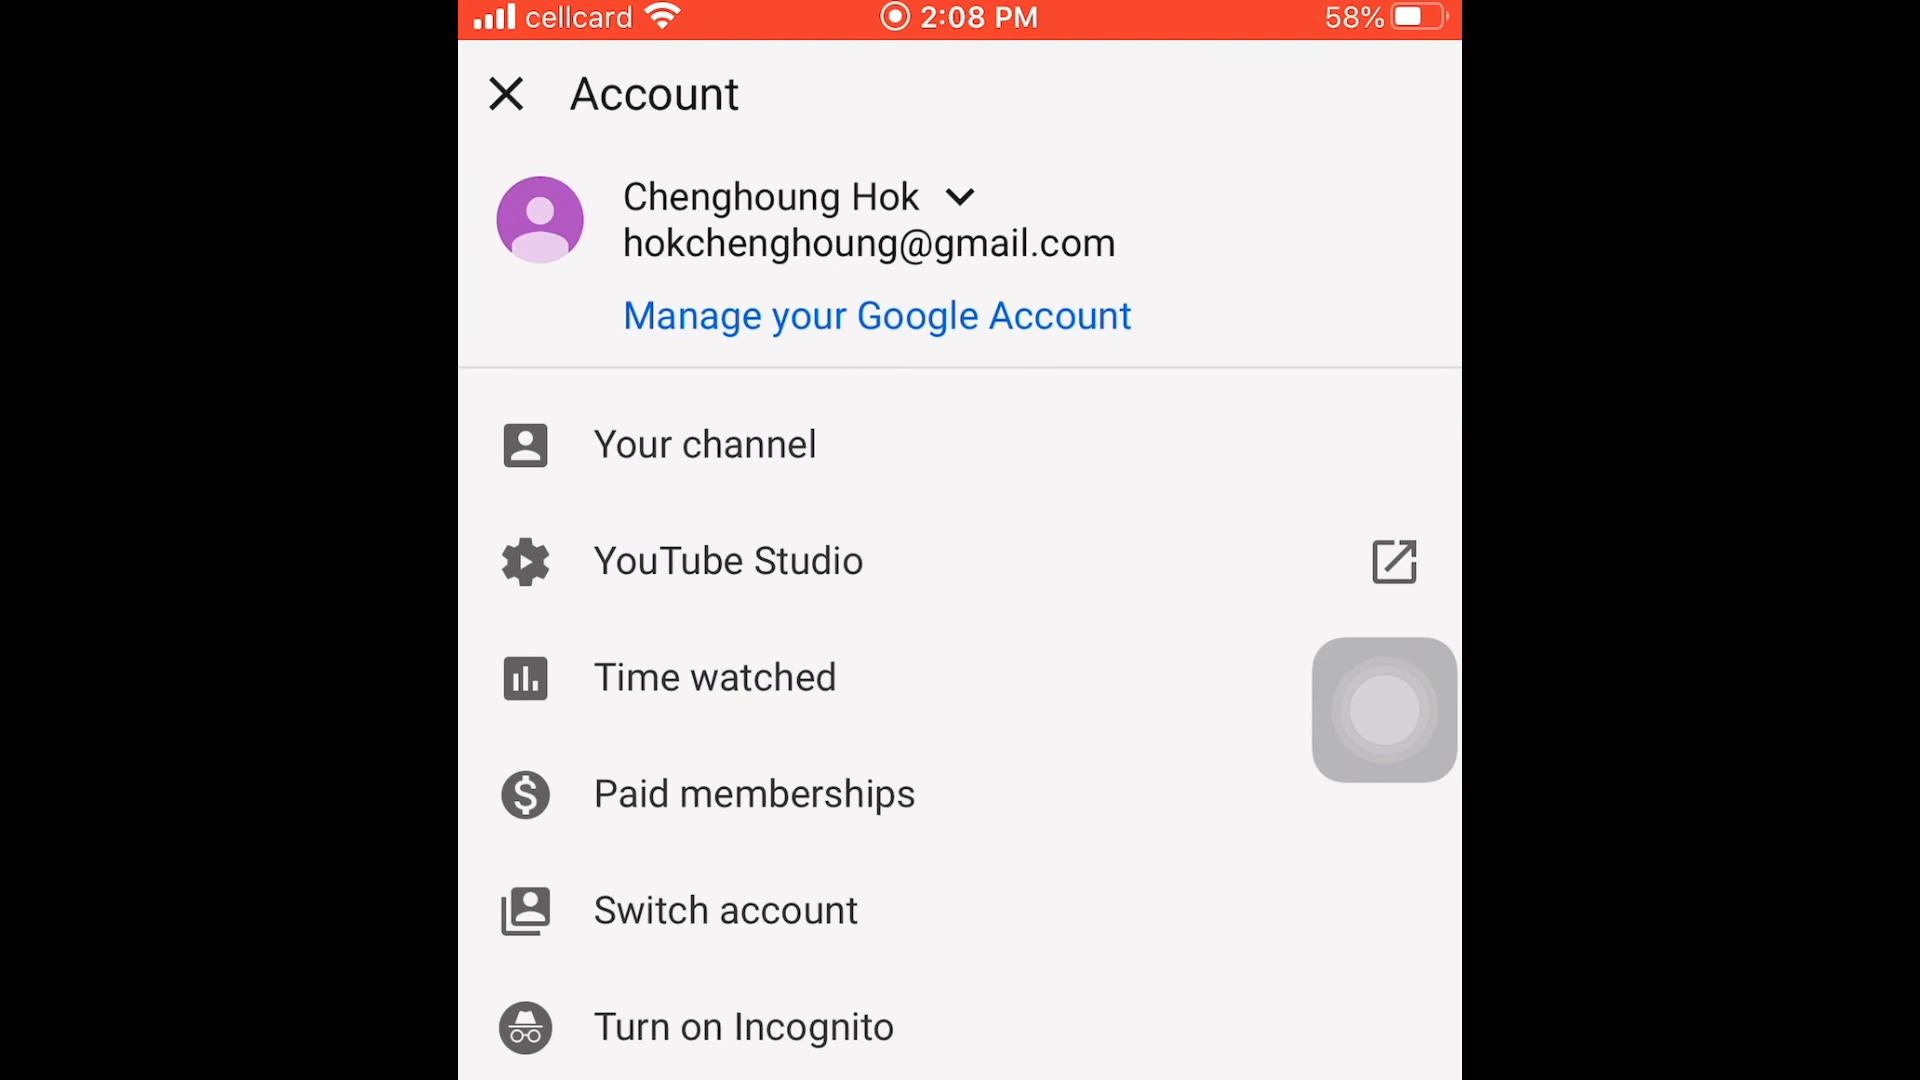 cellcard 2:08 PM 58%
Account
Chenghoung Hok
hokchenghoung@gmail.com
Manage your Google Account
Your channel
YouTube Studio
Time watched
Paid memberships
Switch account
Turn on Incognito